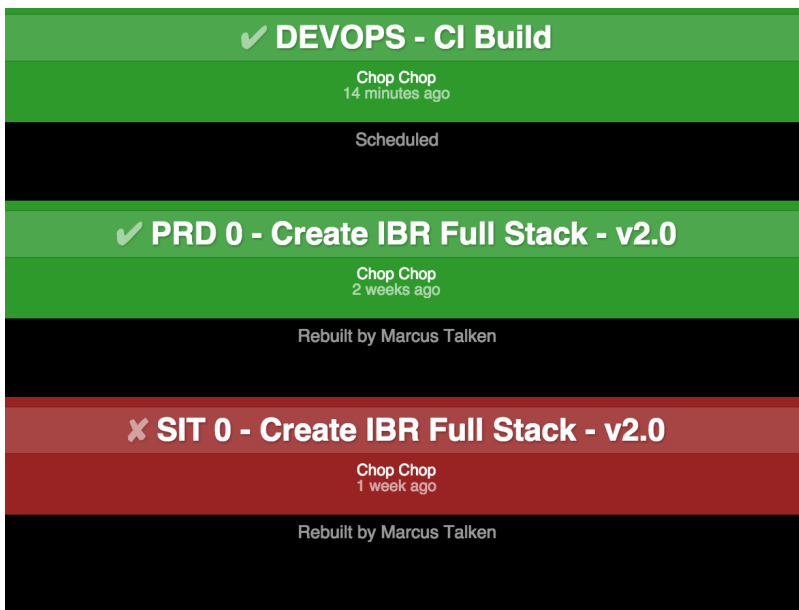 ✔ DEVOPS - CI Build
Chop Chop
14 minutes ago
Scheduled
✔ PRD 0 - Create IBR Full Stack - v2.0
Chop Chop
2 weeks ago
Rebuilt by Marcus Talken
✘ SIT 0 - Create IBR Full Stack - v2.0
Chop Chop
1 week ago
Rebuilt by Marcus Talken